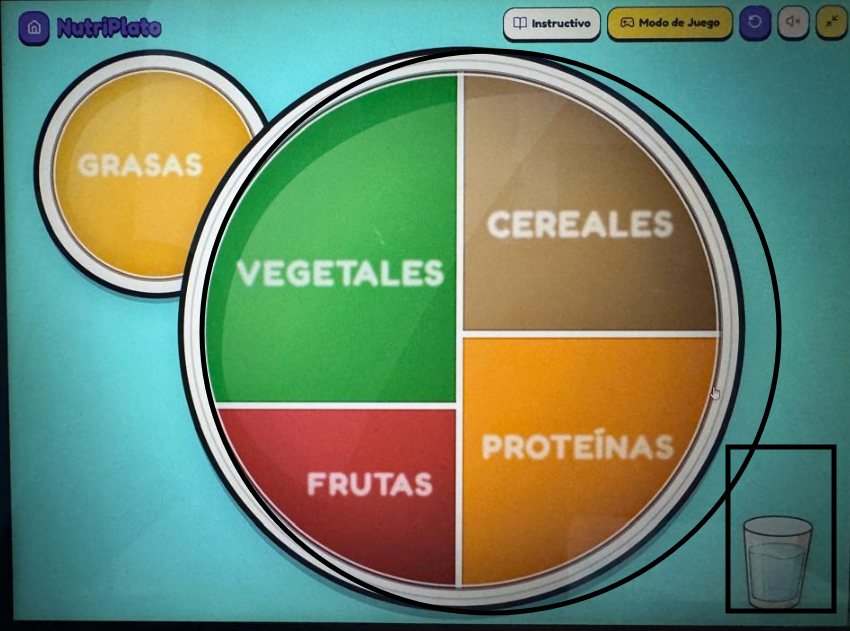 NutriPlato
Instructivo
Modo de Juego
GRASAS
VEGETALES
CEREALES
FRUTAS
PROTEÍNAS